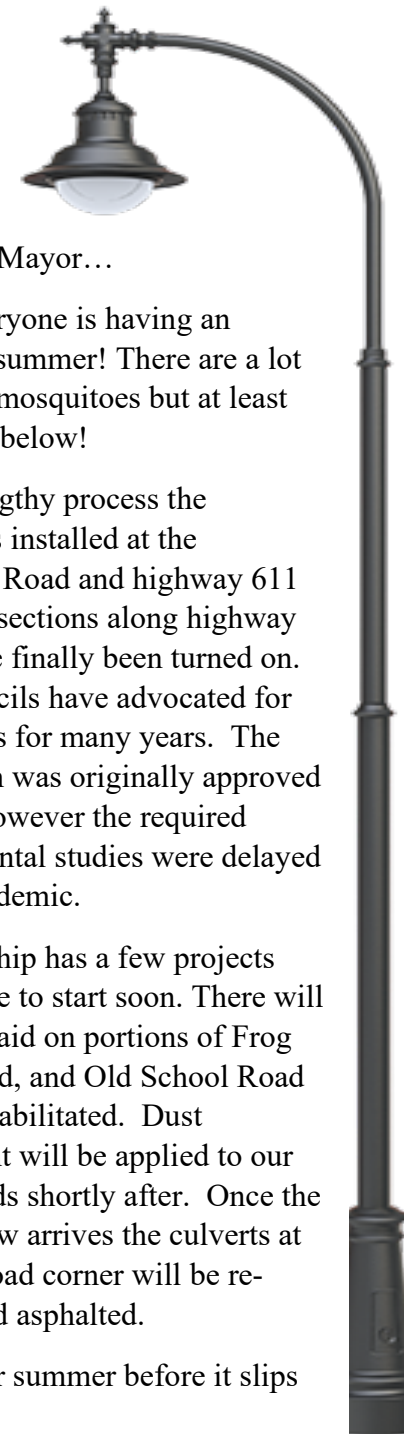 Mayor…
ryone is having an
summer! There are a lot
mosquitoes but at least
below!
gthy process the
s installed at the
Road and highway 611
sections along highway
e finally been turned on.
cils have advocated for
s for many years.  The
n was originally approved
owever the required
ntal studies were delayed
demic.
hip has a few projects
e to start soon. There will
aid on portions of Frog
d, and Old School Road
abilitated.  Dust
t will be applied to our
ds shortly after.  Once the
w arrives the culverts at
oad corner will be re-
d asphalted.
r summer before it slips